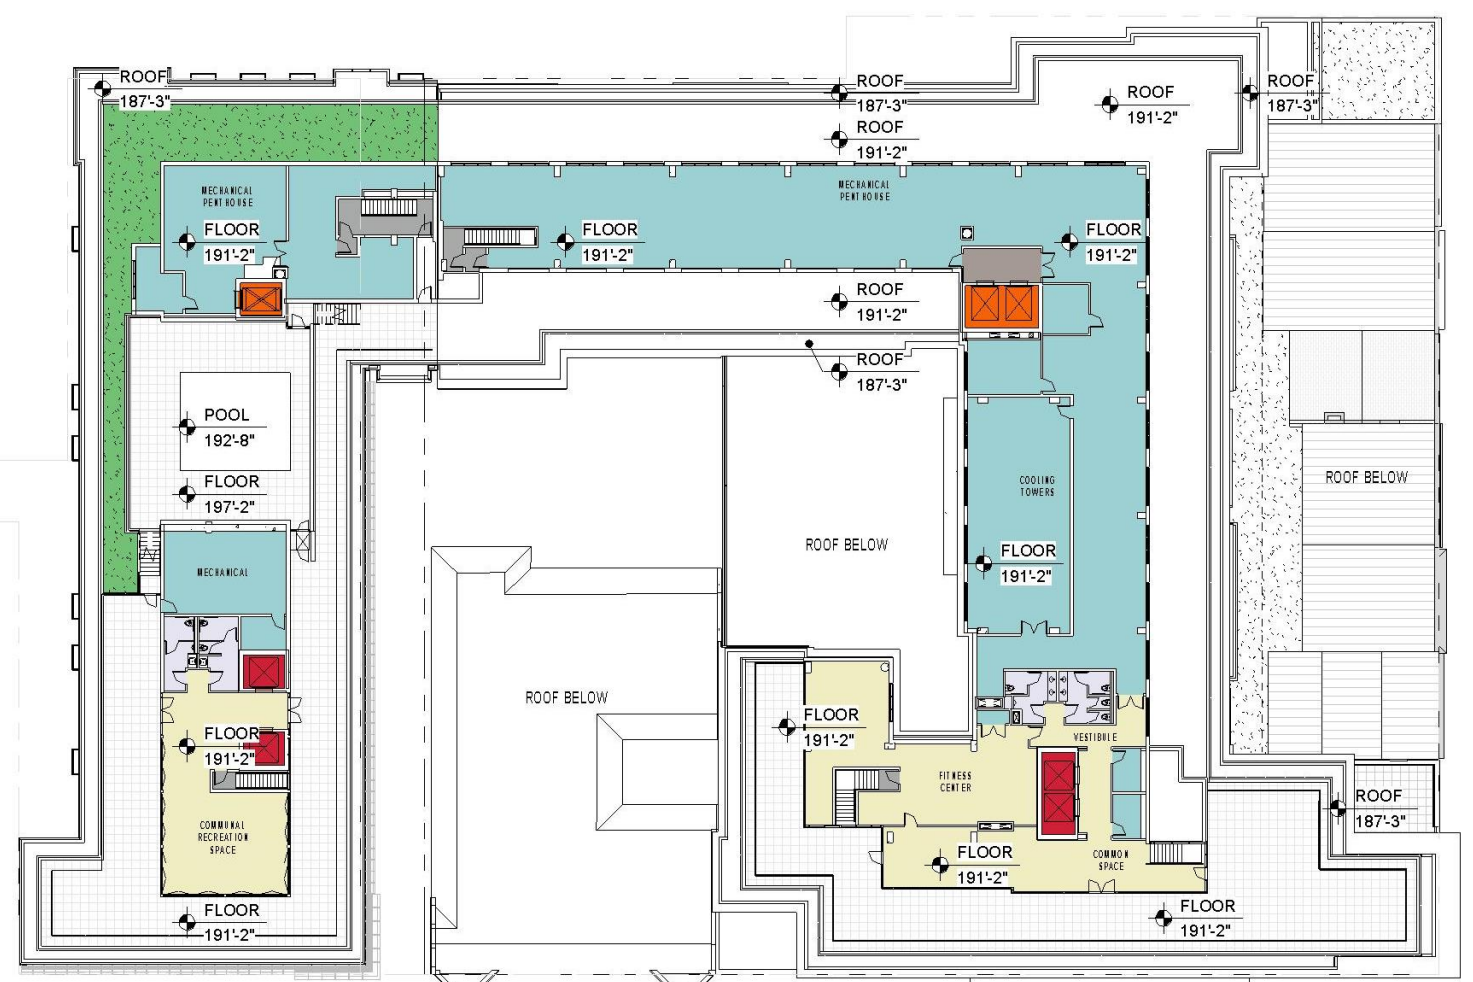 ROOF
187'-3"
ROOF
187'-3"
ROOF
191'-2"
ROOF
191'-2"
ROOF
187'-3"
MECHANICAL
PENTHOUSE
FLOOR
191'-2"
MECHANICAL
PENTHOUSE
FLOOR
191'-2"
FLOOR
191'-2"
ROOF
191'-2"
ROOF
187'-3"
POOL
192'-8"
FLOOR
197'-2"
COOLING
TOWERS
ROOF BELOW
ROOF BELOW
FLOOR
191'-2"
MECHANICAL
ROOF BELOW
FLOOR
191'-2"
FLOOR
191'-2"
VESTIBULE
FITNESS
CENTER
ROOF
187'-3"
COMMUNAL
RECREATION
SPACE
FLOOR
191'-2"
COMMON
SPACE
FLOOR
191'-2"
FLOOR
191'-2"